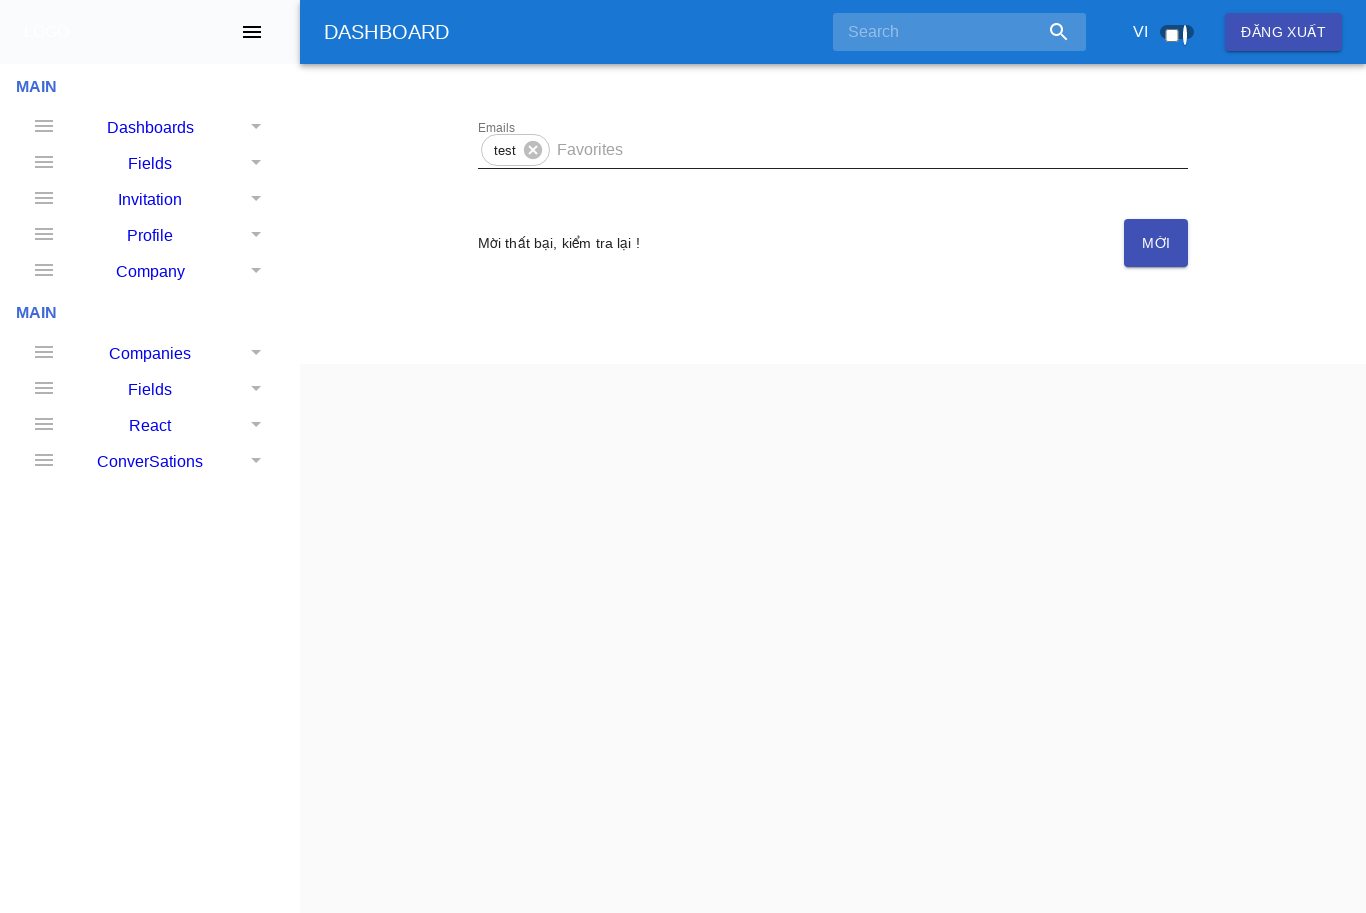 LOGO
DASHBOARD
Search
VI
ĐĂNG XUẤT
MAIN
Dashboards
Fields
Invitation
Profile
Company
MAIN
Companies
Fields
React
ConverSations
Emails
test
Favorites
Mời thất bại, kiểm tra lại !
MỜI